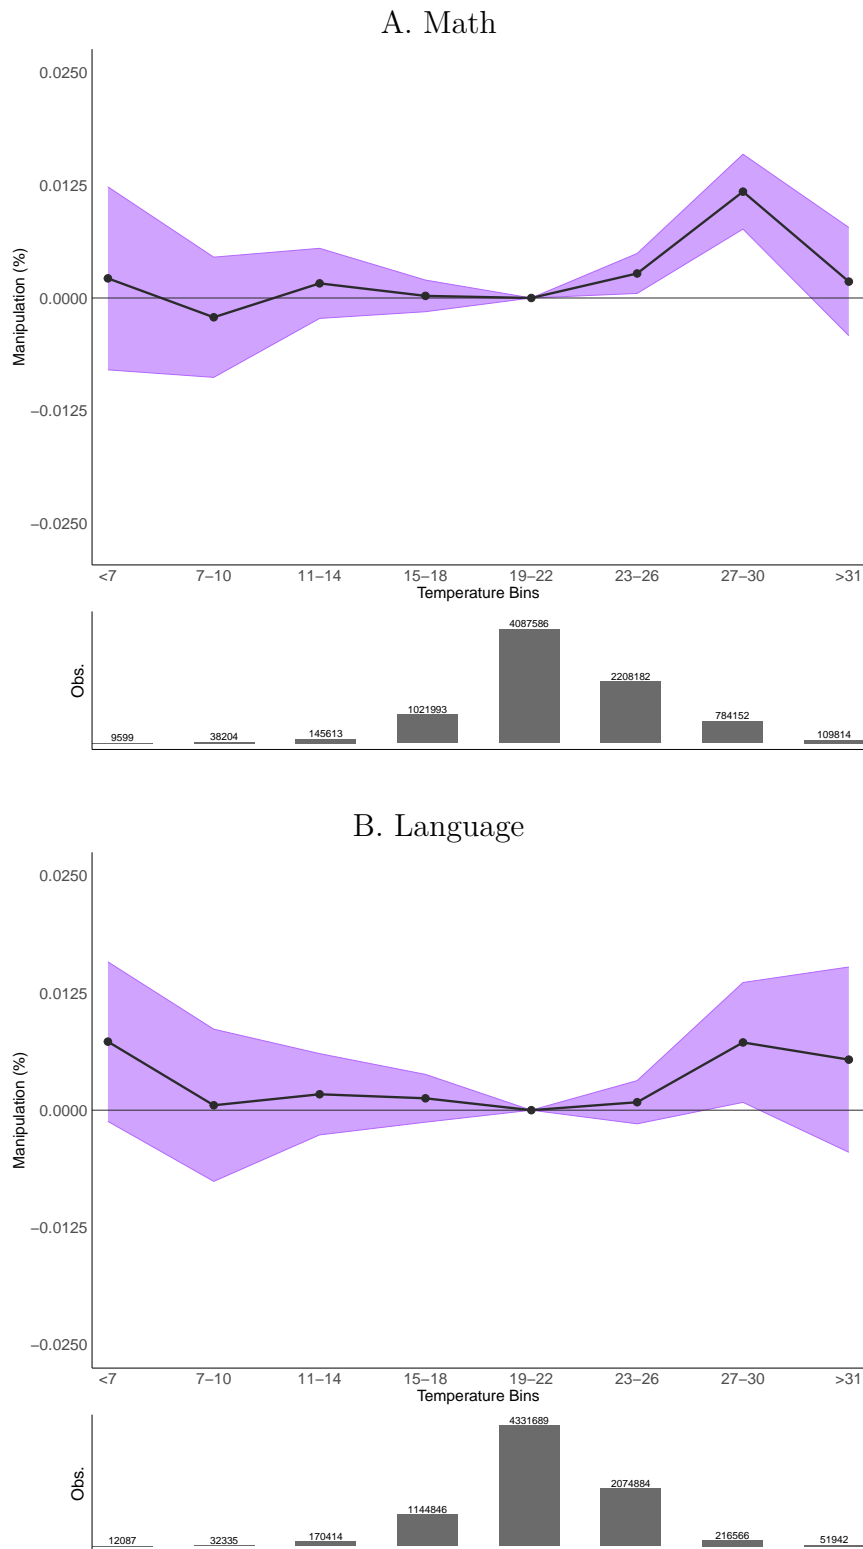 A. Math
0.0250
0.0125
0.0000
−0.0125
−0.0250
Manipulation (%)
<7 7−10 11−14 15−18 19−22 23−26 27−30 >31
Temperature Bins
Obs.
9599 38204 145613 1021993 4087586 2208182 784152 109814
B. Language
0.0250
0.0125
0.0000
−0.0125
−0.0250
Manipulation (%)
<7 7−10 11−14 15−18 19−22 23−26 27−30 >31
Temperature Bins
Obs.
12087 32335 170414 1144846 4331689 2074884 216566 51942